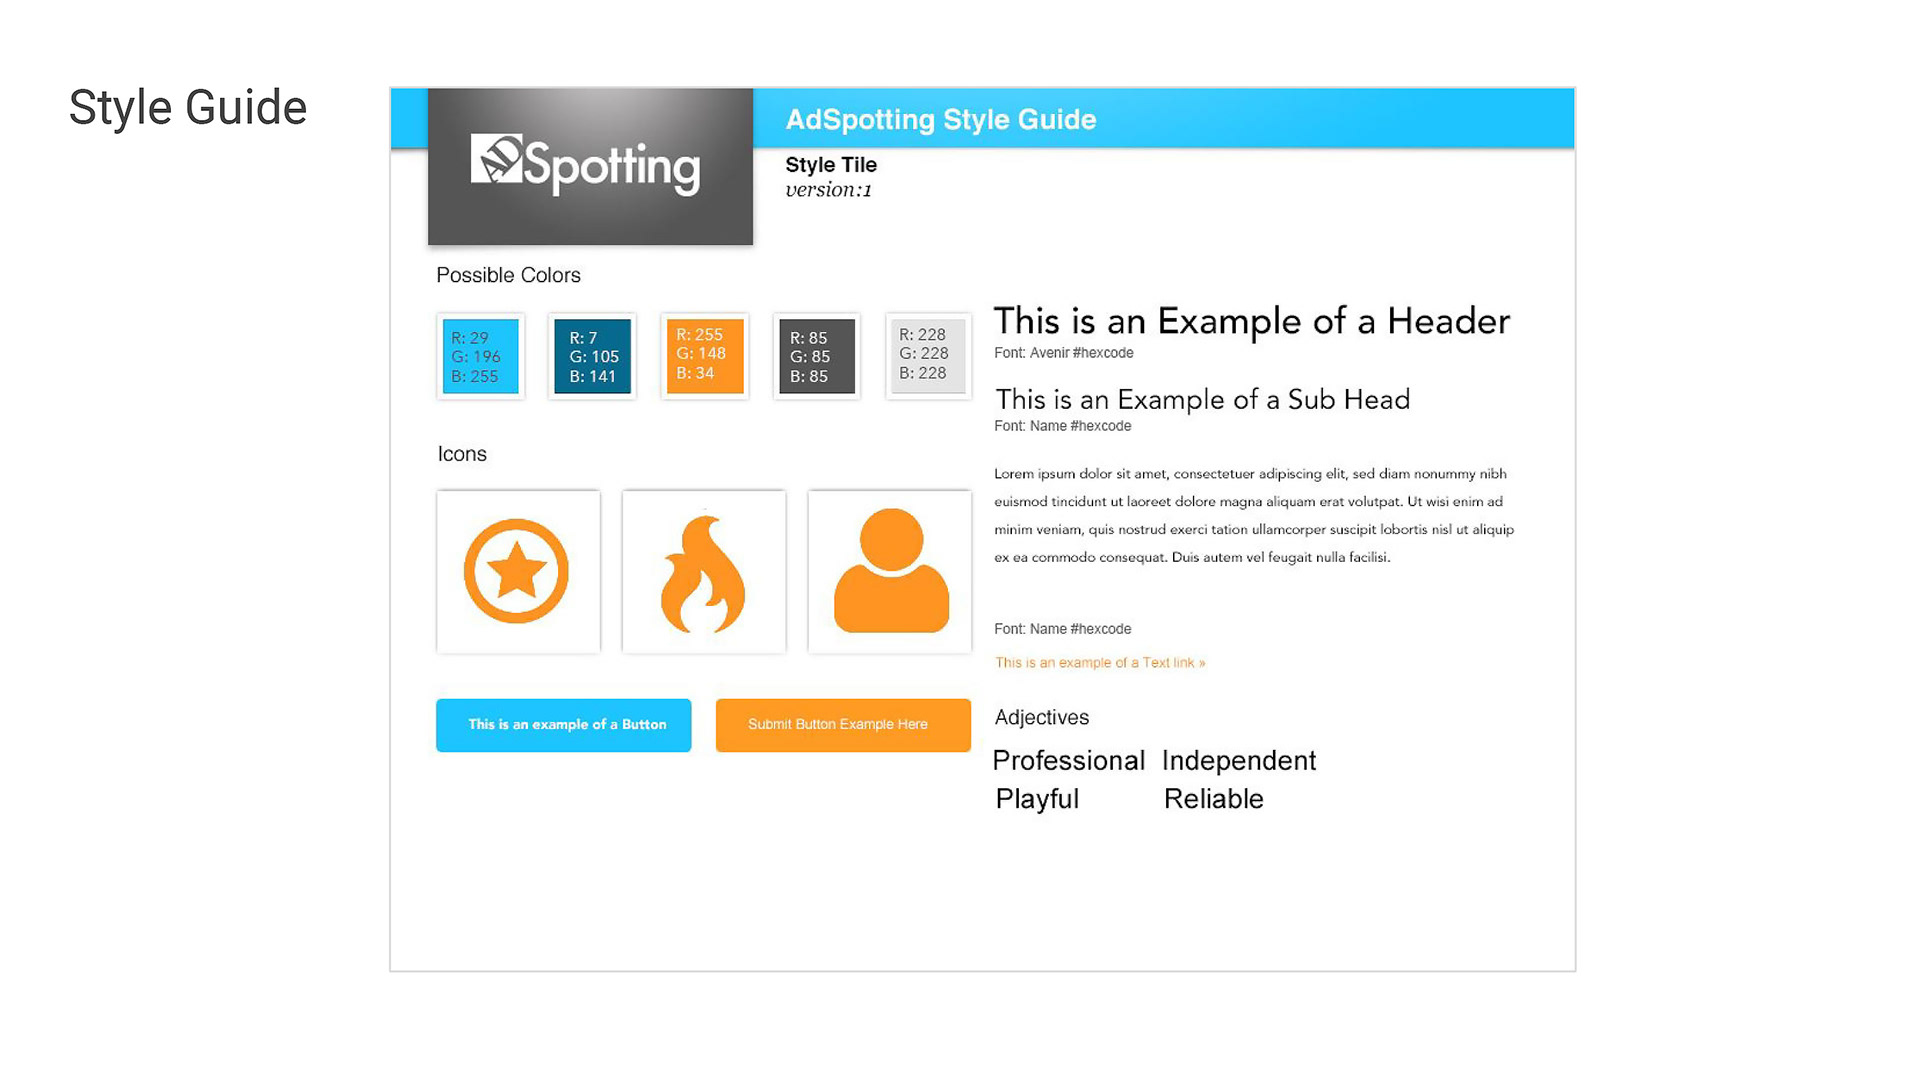 Style Guide
ADSpotting
AdSpotting Style Guide
Style Tile
version:1
Possible Colors
R: 29
G: 196
B: 255
R: 7
G: 105
B: 141
R: 255
G: 148
B: 34
R: 85
G: 85
B: 85
R: 228
G: 228
B: 228
Icons
This is an example of a Button
Submit Button Example Here
This is an Example of a Header
Font: Avenir #hexcode
This is an Example of a Sub Head
Font: Name #hexcode
Lorem ipsum dolor sit amet, consectetuer adipiscing elit, sed diam nonummy nibh
euismod tincidunt ut laoreet dolore magna aliquam erat volutpat. Ut wisi enim ad
minim veniam, quis nostrud exerci tation ullamcorper suscipit lobortis nisl ut aliquip
ex ea commodo consequat. Duis autem vel feugait nulla facilisi.
Font: Name #hexcode
This is an example of a Text link »
Adjectives
Professional Independent
Playful Reliable